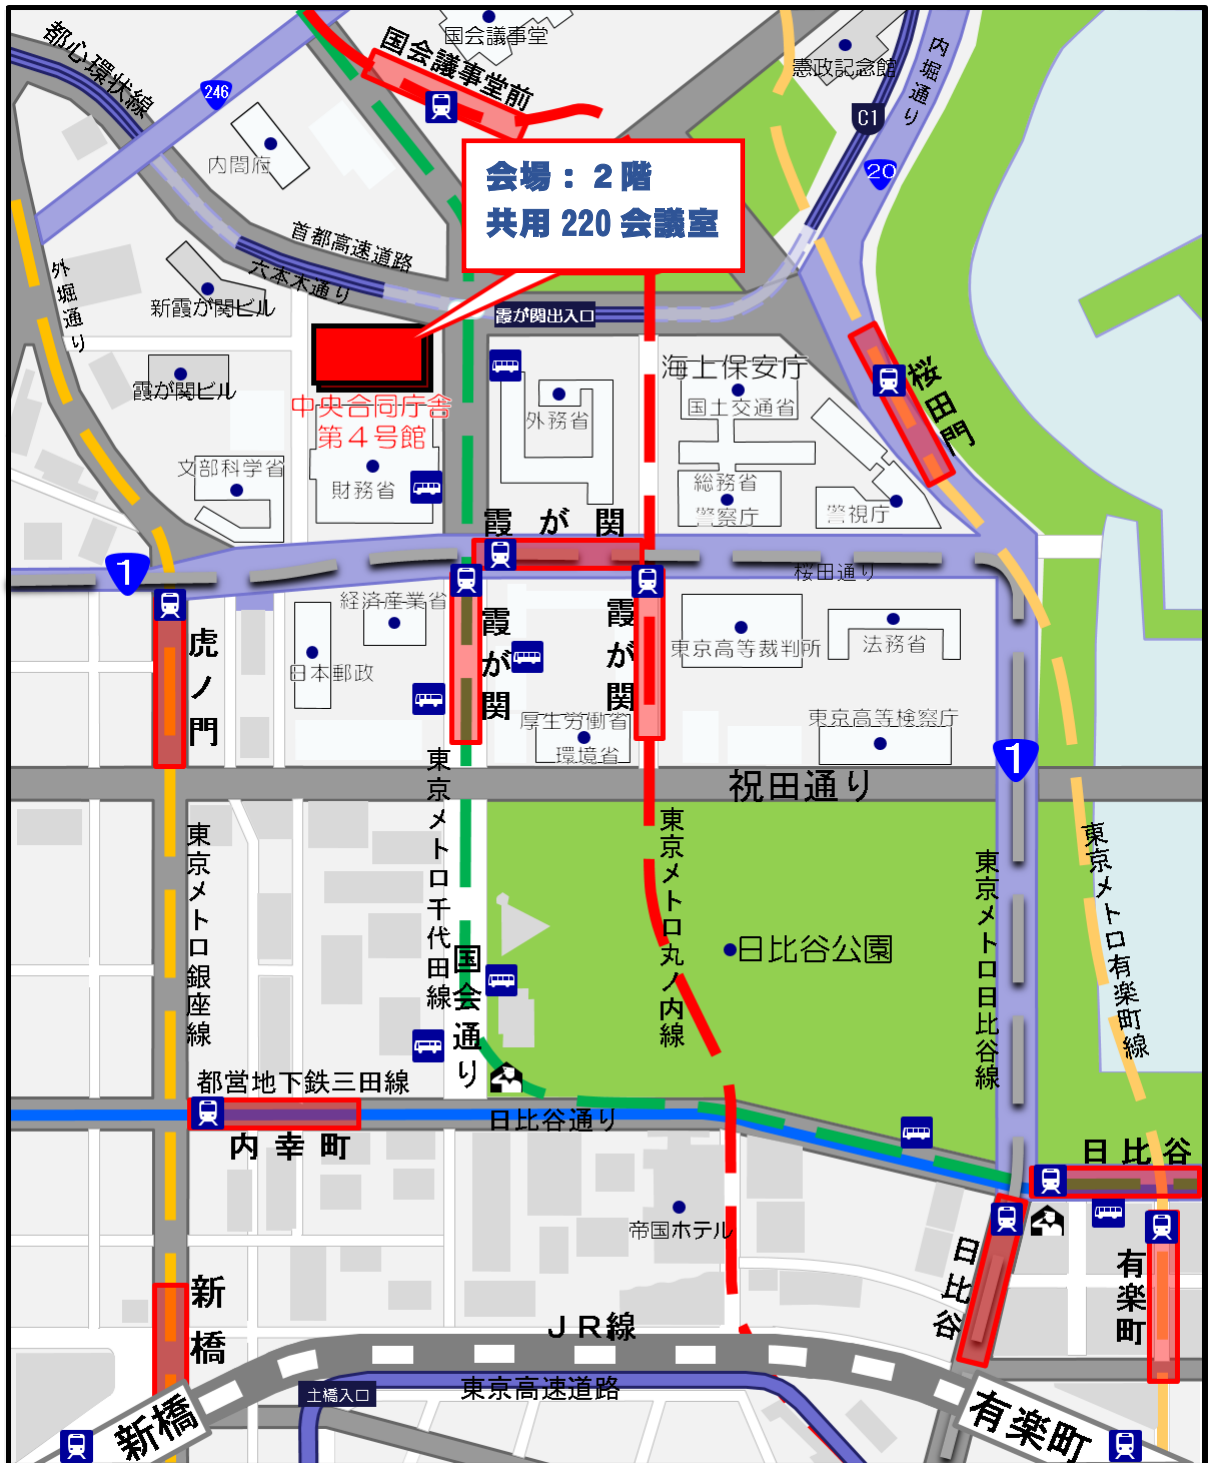 国会議事堂
都心環状線
国会議事堂前
憲政記念館
内堀通り
246
C1
内閣府
会場：２階
共用 220 会議室
20
首都高速道路
六本木通り
外堀通り
新霞が関ビル
霞が関出入口
霞が関ビル
海上保安庁
国土交通省
桜田門
外務省
中央合同庁舎
第４号館
文部科学省
財務省
総務省
警察庁
警視庁
霞が関
1
桜田通り
経済産業省
虎ノ門
霞が関
霞が関
日本郵政
東京高等裁判所
法務省
厚生労働省
環境省
東京高等検察庁
1
祝田通り
東京メトロ銀座線
東京メトロ千代田線
東京メトロ丸ノ内線
東京メトロ日比谷線
東京メトロ有楽町線
国会通り
日比谷公園
都営地下鉄三田線
内幸町
日比谷通り
日比谷
帝国ホテル
日比谷
有楽町
新橋
ＪＲ線
土橋入口
東京高速道路
新橋
有楽町